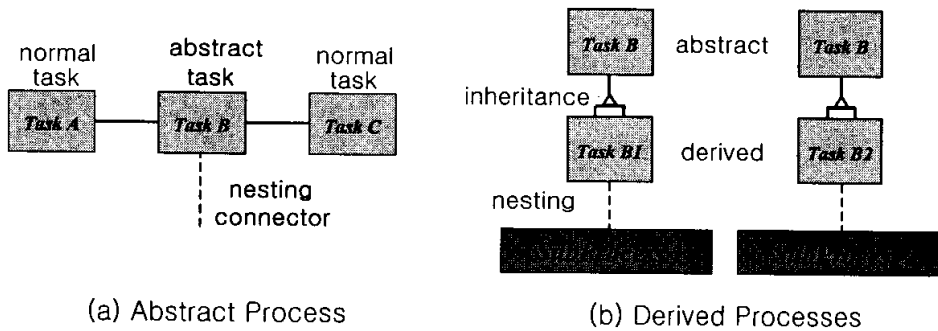 normal
task
abstract
task
normal
task
Task A
Task B
Task C
nesting
connector
(a) Abstract Process
Task B
abstract
Task B
inheritance
Task B1
derived
Task B2
nesting
(b) Derived Processes